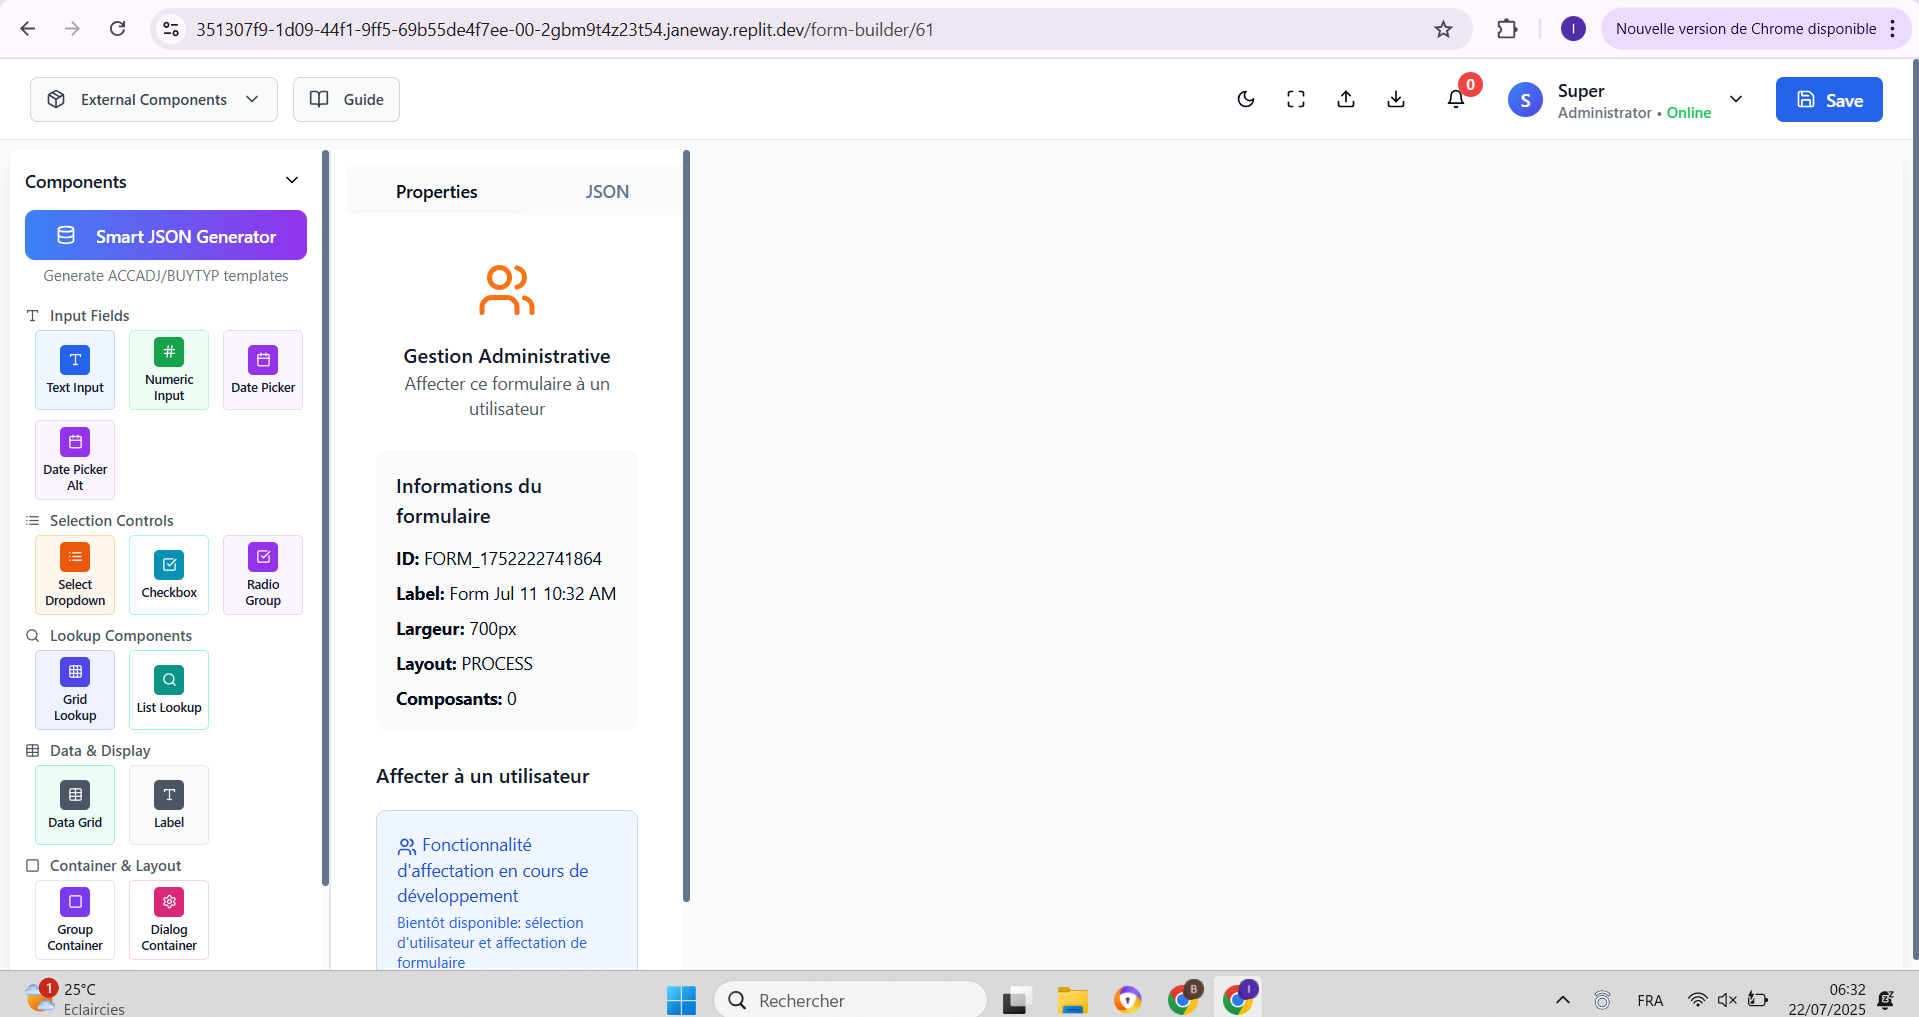 351307f9-1d09-44f1-9ff5-69b55de4f7ee-00-2gbm9t4z23t54.janeway.replit.dev/form-builder/61
I
Nouvelle version de Chrome disponible
External Components
Guide
0
S
Super
Administrator • Online
Save
Components
Smart JSON Generator
Generate ACCADJ/BUYTYP templates
Input Fields
Text Input
Numeric
Input
Date Picker
Date Picker
Alt
Selection Controls
Select
Dropdown
Checkbox
Radio
Group
Lookup Components
Grid
Lookup
List Lookup
Data & Display
Data Grid
Label
Container & Layout
Group
Container
Dialog
Container
Properties
JSON
Gestion Administrative
Affecter ce formulaire à un
utilisateur
Informations du
formulaire
ID: FORM_1752222741864
Label: Form Jul 11 10:32 AM
Largeur: 700px
Layout: PROCESS
Composants: 0
Affecter à un utilisateur
Fonctionnalité
d'affectation en cours de
développement
Bientôt disponible: sélection
d'utilisateur et affectation de
formulaire
1
25°C
Eclaircies
Rechercher
B
I
FRA
06:32
22/07/2025